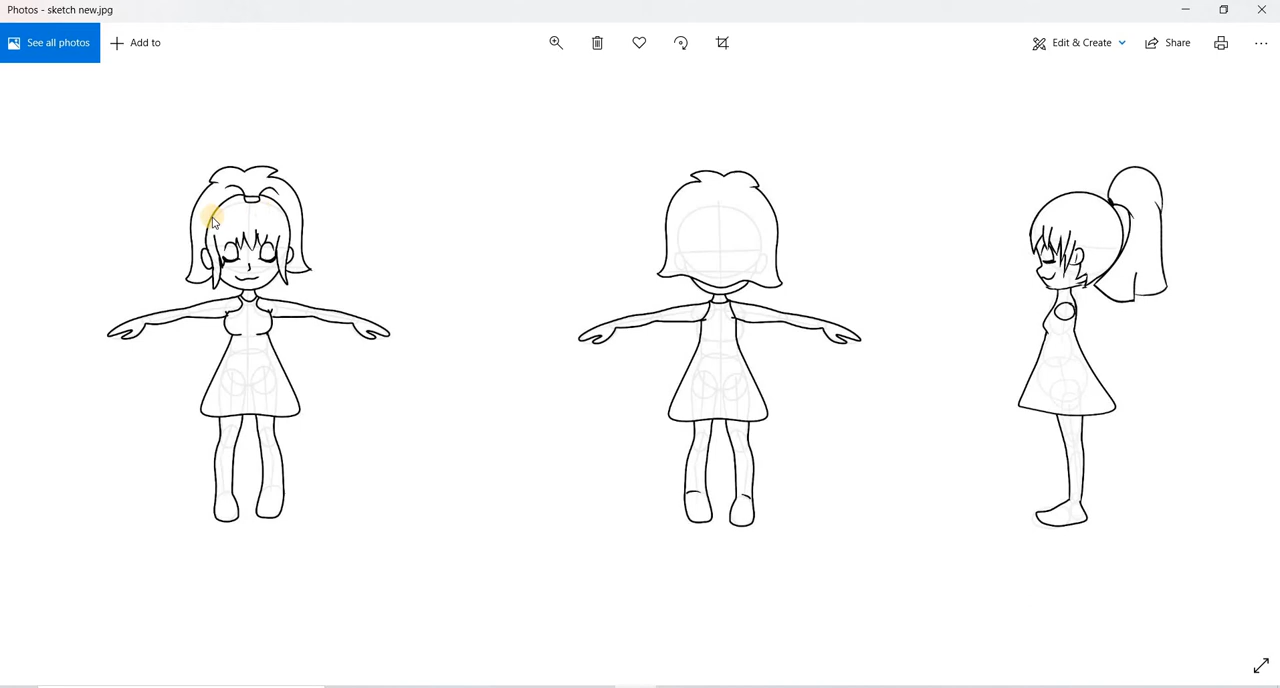 Photos - sketch new.jpg
See all photos
Add to
Edit & Create
Share